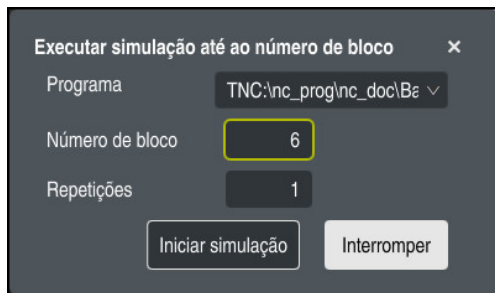 Executar simulação até ao número de bloco ×
Programa TNC:\nc_prog\nc_doc\Ba
Número de bloco 6
Repetições 1
Iniciar simulação Interromper